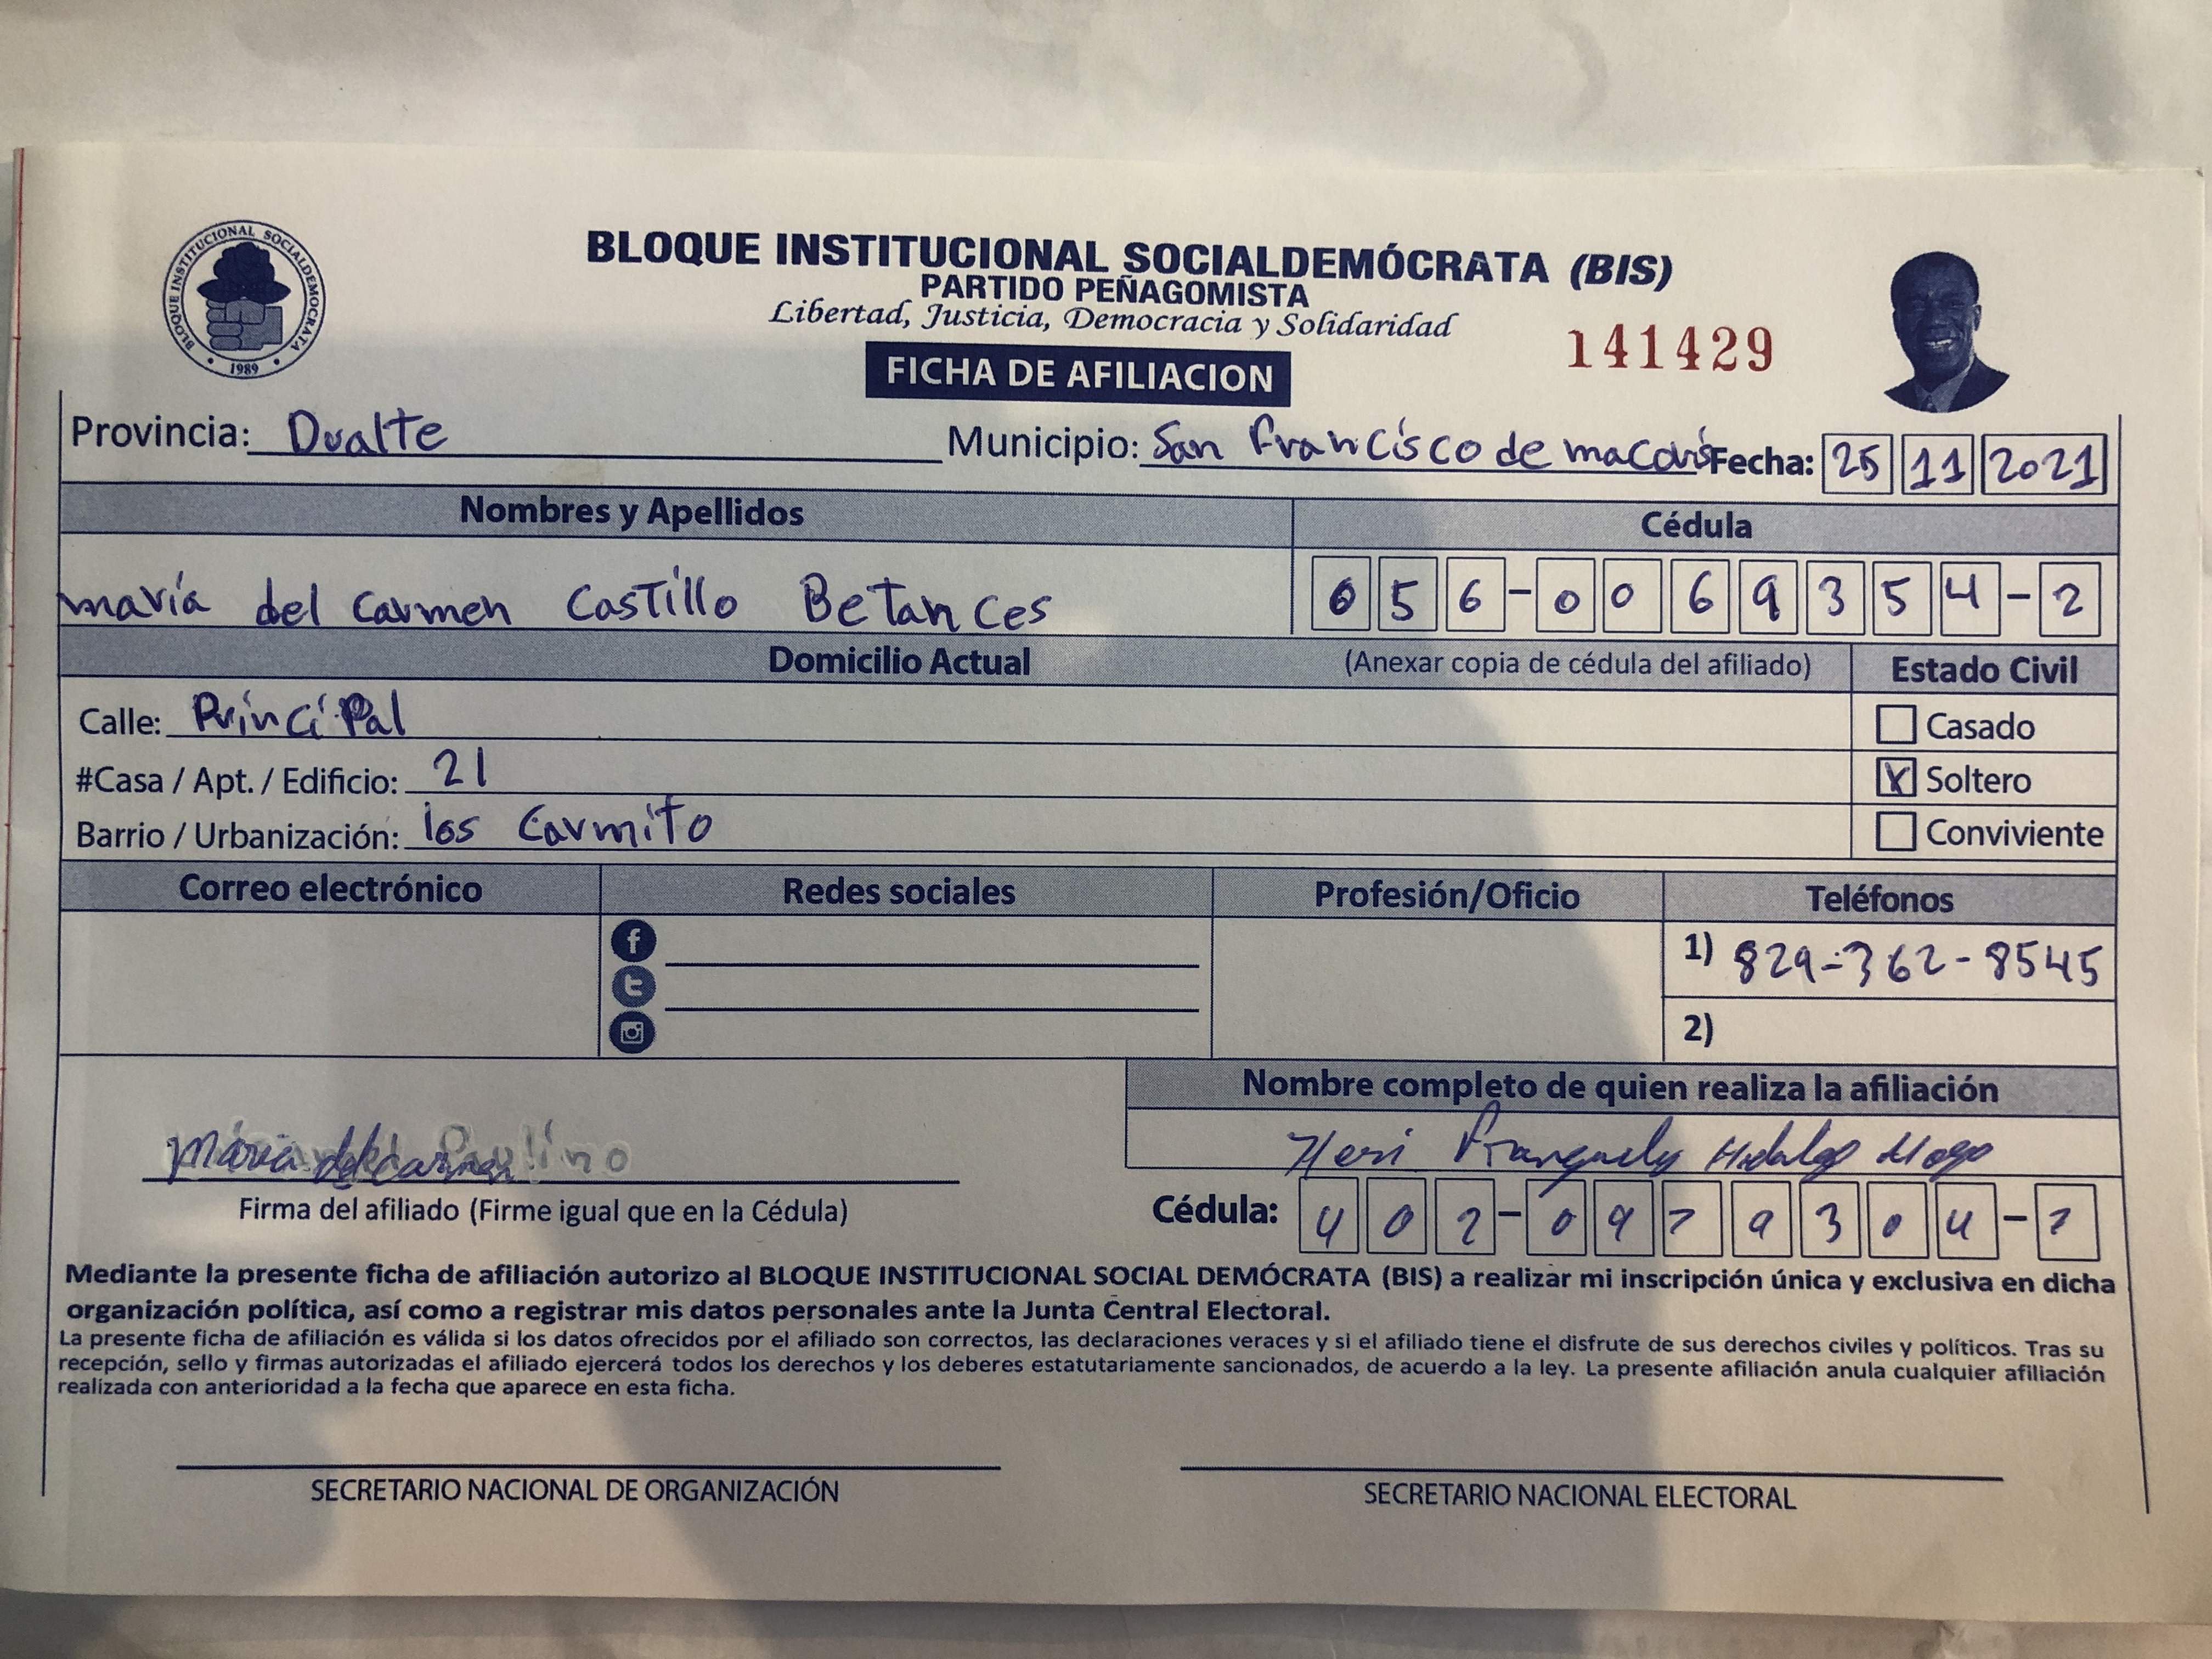 BLOQUE INSTITUCIONAL SOCIALDEMOCRATA
1989
BLOQUE INSTITUCIONAL SOCIALDEMÓCRATA (BIS)
PARTIDO PEÑAGOMISTA
Libertad, Justicia, Democracia y Solidaridad
141429
FICHA DE AFILIACION
Provincia: Dualte Municipio: San Francisco de macorís Fecha: 25 11 2021
Nombres y Apellidos Cédula
maría del Carmen Castillo Betances 056-0069354-2
Domicilio Actual (Anexar copia de cédula del afiliado) Estado Civil
Calle: Principal Casado
#Casa / Apt. / Edificio: 21 X Soltero
Barrio / Urbanización: los Carmito Conviviente
Correo electrónico Redes sociales Profesión/Oficio Teléfonos
1) 829-362-8545
2)
Nombre completo de quien realiza la afiliación
María del carmen Hidalgo
Firma del afiliado (Firme igual que en la Cédula) Cédula: 402-0979304-7
Mediante la presente ficha de afiliación autorizo al BLOQUE INSTITUCIONAL SOCIAL DEMÓCRATA (BIS) a realizar mi inscripción única y exclusiva en dicha
organización política, así como a registrar mis datos personales ante la Junta Central Electoral.
La presente ficha de afiliación es válida si los datos ofrecidos por el afiliado son correctos, las declaraciones veraces y si el afiliado tiene el disfrute de sus derechos civiles y políticos. Tras su
recepción, sello y firmas autorizadas el afiliado ejercerá todos los derechos y los deberes estatutariamente sancionados, de acuerdo a la ley. La presente afiliación anula cualquier afiliación
realizada con anterioridad a la fecha que aparece en esta ficha.
SECRETARIO NACIONAL DE ORGANIZACIÓN SECRETARIO NACIONAL ELECTORAL